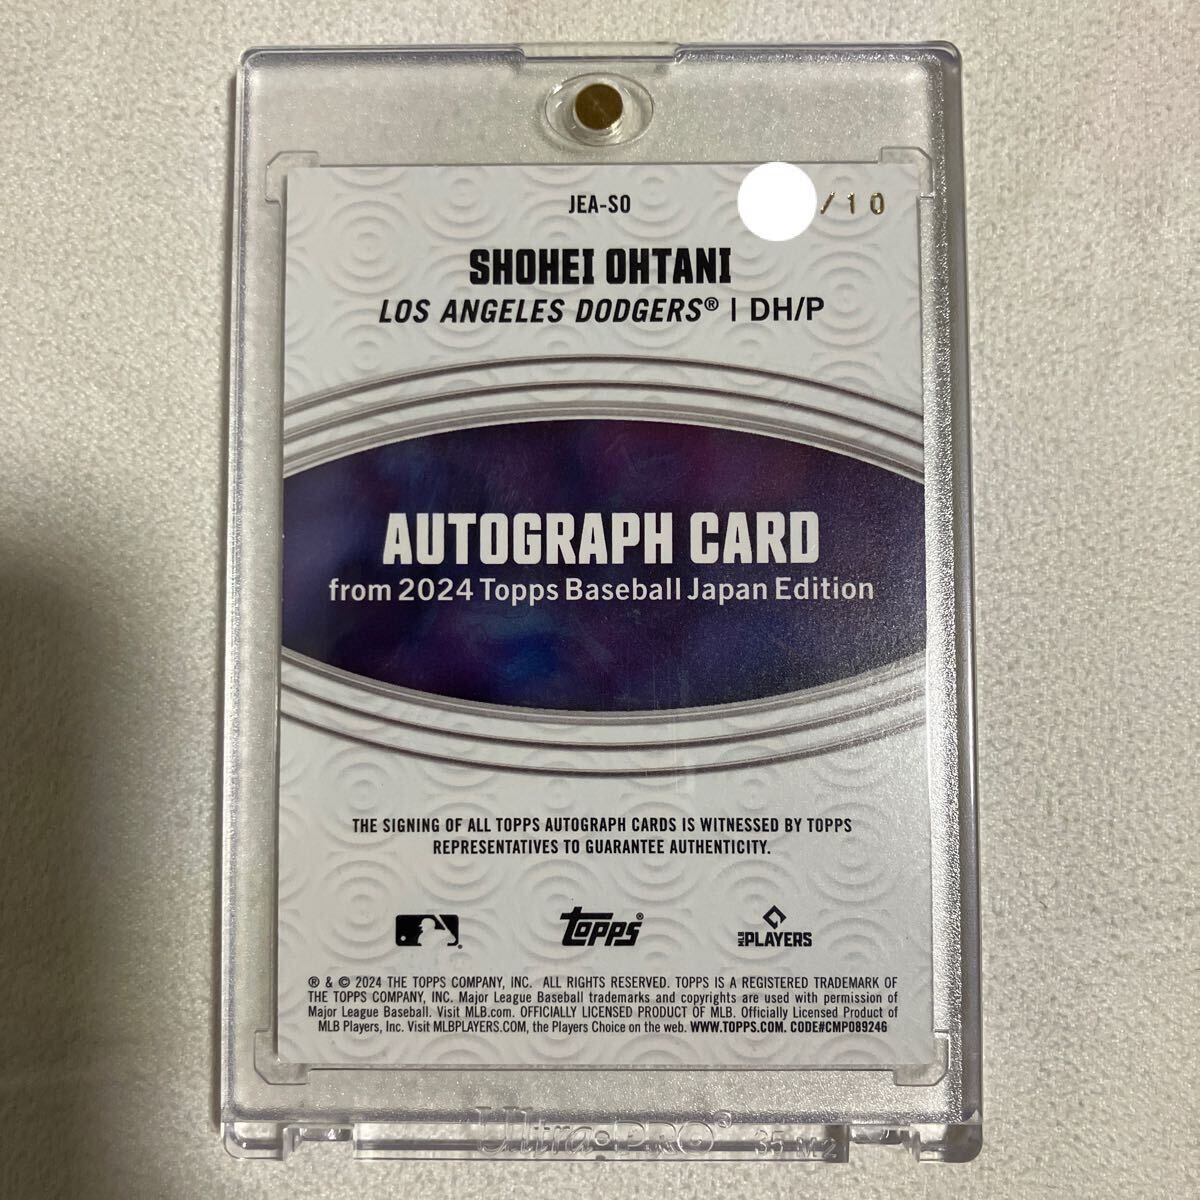 JEA-SO /10
SHOHEI OHTANI
LOS ANGELES DODGERS® | DH/P
AUTOGRAPH CARD
from 2024 Topps Baseball Japan Edition
THE SIGNING OF ALL TOPPS AUTOGRAPH CARDS IS WITNESSED BY TOPPS
REPRESENTATIVES TO GUARANTEE AUTHENTICITY.
topps® MLB PLAYERS
® & © 2024 THE TOPPS COMPANY, INC. ALL RIGHTS RESERVED. TOPPS IS A REGISTERED TRADEMARK OF
THE TOPPS COMPANY, INC. Major League Baseball trademarks and copyrights are used with permission of
Major League Baseball. Visit MLB.com. OFFICIALLY LICENSED PRODUCT OF MLB. Officially Licensed Product of
MLB Players, Inc. Visit MLBPLAYERS.COM, the Players Choice on the web. WWW.TOPPS.COM. CODE#CMP089246
Ultra•PRO® 35